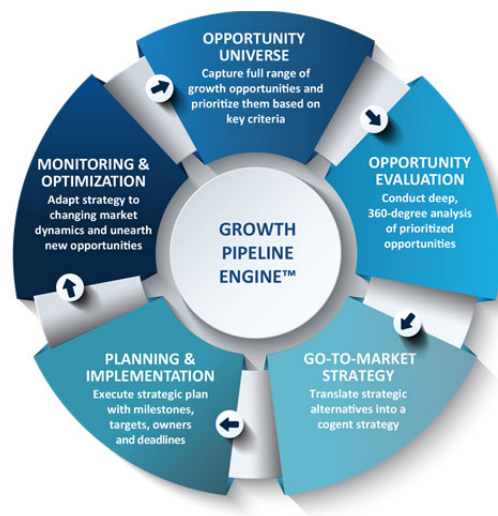 OPPORTUNITY
UNIVERSE
Capture full range of
growth opportunities and
prioritize them based on
key criteria
OPPORTUNITY
EVALUATION
Conduct deep,
360-degree analysis
of prioritized
opportunities
GO-TO-MARKET
STRATEGY
Translate strategic
alternatives into a
cogent strategy
PLANNING &
IMPLEMENTATION
Execute strategic plan
with milestones,
targets, owners
and deadlines
MONITORING &
OPTIMIZATION
Adapt strategy to
changing market
dynamics and unearth
new opportunities
GROWTH
PIPELINE
ENGINE™